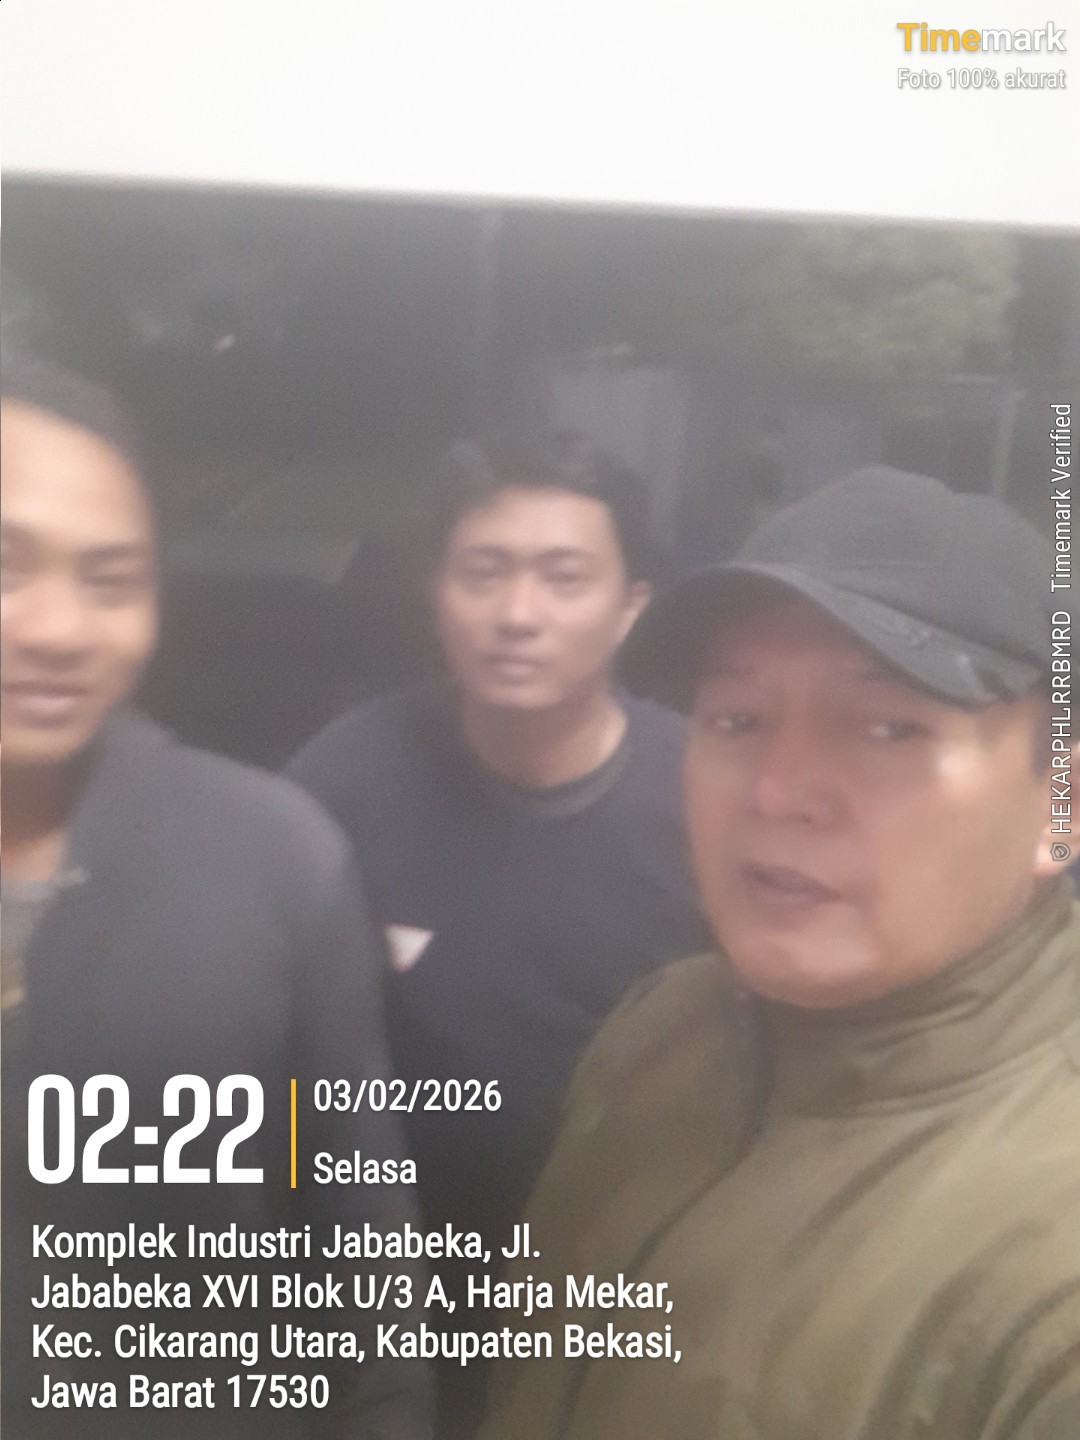 Timemark
Foto 100% akurat
02:22
03/02/2026
Selasa
Komplek Industri Jababeka, Jl.
Jababeka XVI Blok U/3 A, Harja Mekar,
Kec. Cikarang Utara, Kabupaten Bekasi,
Jawa Barat 17530
© HEKARPHLRRBMRD Timemark Verified